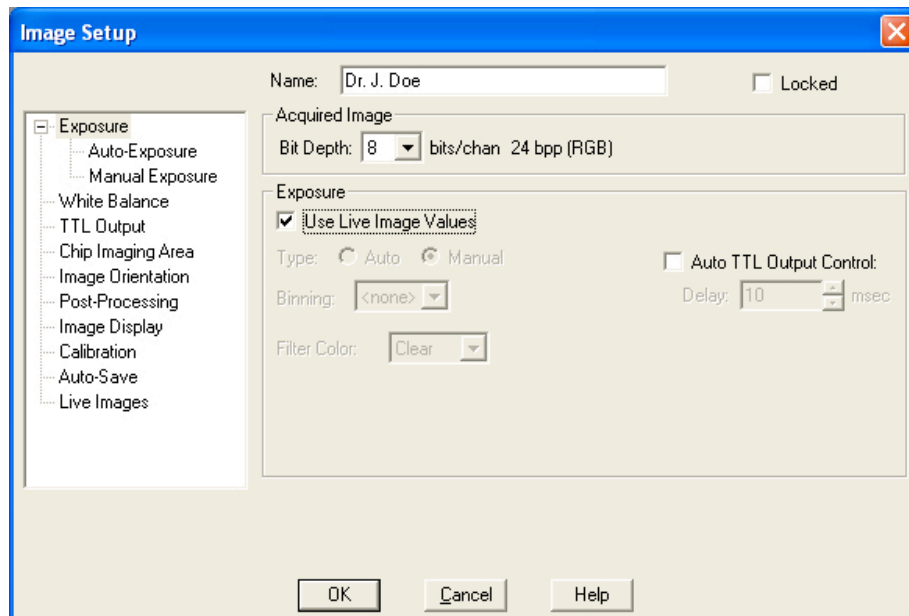 Image Setup
Name: Dr. J. Doe
Locked
Exposure
Auto-Exposure
Manual Exposure
White Balance
TTL Output
Chip Imaging Area
Image Orientation
Post-Processing
Image Display
Calibration
Auto-Save
Live Images
Acquired Image
Bit Depth: 8 bits/chan 24 bpp (RGB)
Exposure
Use Live Image Values
Type: Auto Manual
Binning: <none>
Filter Color: Clear
Auto TTL Output Control:
Delay: 10 msec
OK Cancel Help